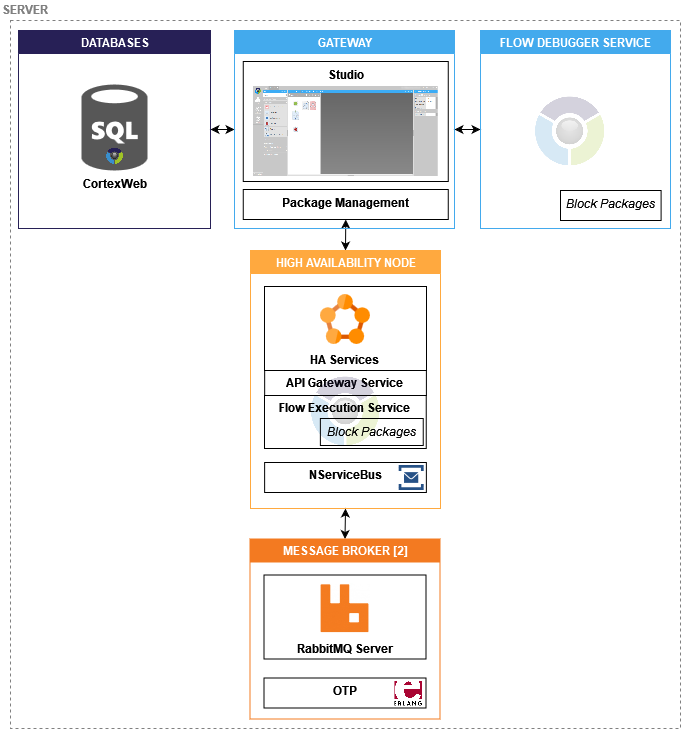 SERVER
DATABASES
SQL
CortexWeb
GATEWAY
Studio
Package Management
FLOW DEBUGGER SERVICE
Block Packages
HIGH AVAILABILITY NODE
HA Services
API Gateway Service
Flow Execution Service
Block Packages
NServiceBus
MESSAGE BROKER [2]
RabbitMQ Server
OTP
ERLANG